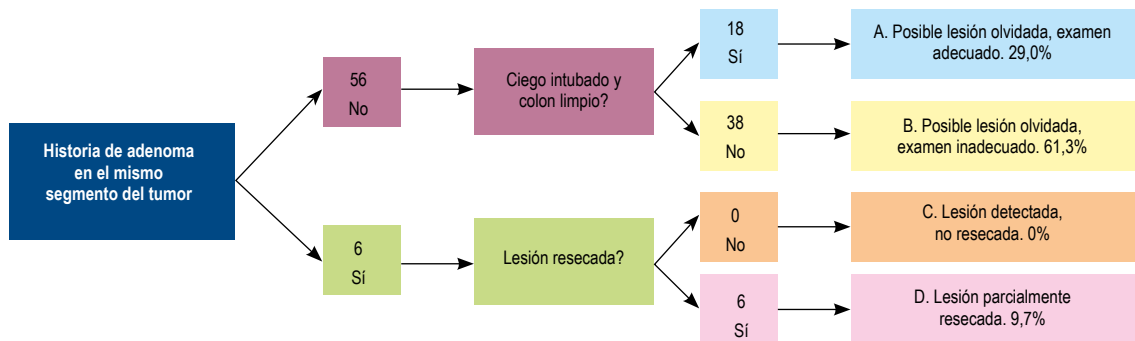 Historia de adenoma
en el mismo
segmento del tumor
56
No
Ciego intubado y
colon limpio?
18
Sí
A. Posible lesión olvidada, examen
adecuado. 29,0%
38
No
B. Posible lesión olvidada,
examen inadecuado. 61,3%
6
Sí
Lesión resecada?
0
No
C. Lesión detectada,
no resecada. 0%
6
Sí
D. Lesión parcialmente
resecada. 9,7%